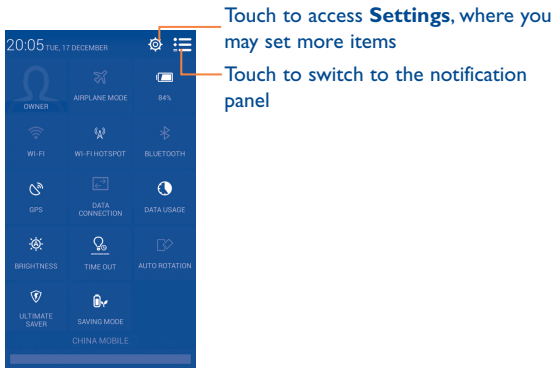 Touch to access Settings, where you
may set more items
Touch to switch to the notification
panel
20:05 TUE, 17 DECEMBER
OWNER
AIRPLANE MODE
84%
WI-FI
WI-FI HOTSPOT
BLUETOOTH
GPS
DATA
CONNECTION
DATA USAGE
BRIGHTNESS
TIME OUT
AUTO ROTATION
ULTIMATE
SAVER
SAVING MODE
CHINA MOBILE